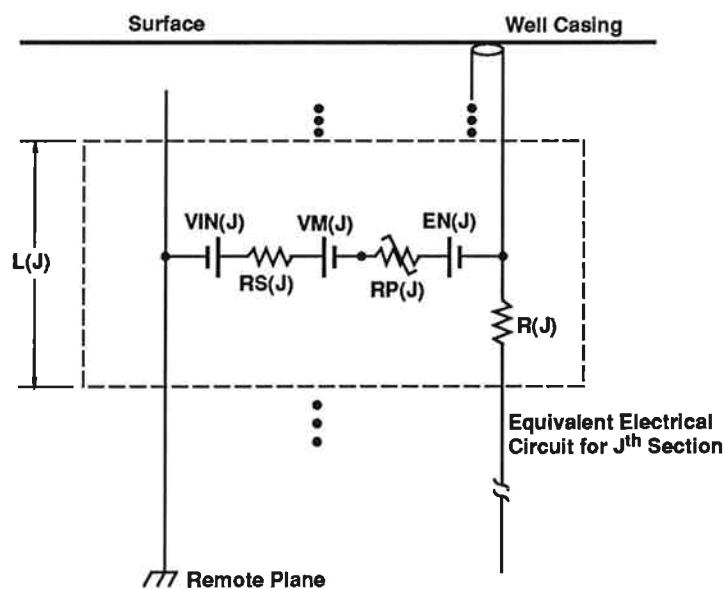 Surface
Well Casing
VIN(J)
VM(J)
EN(J)
L(J)
RS(J)
RP(J)
R(J)
Equivalent Electrical
Circuit for Jth Section
Remote Plane